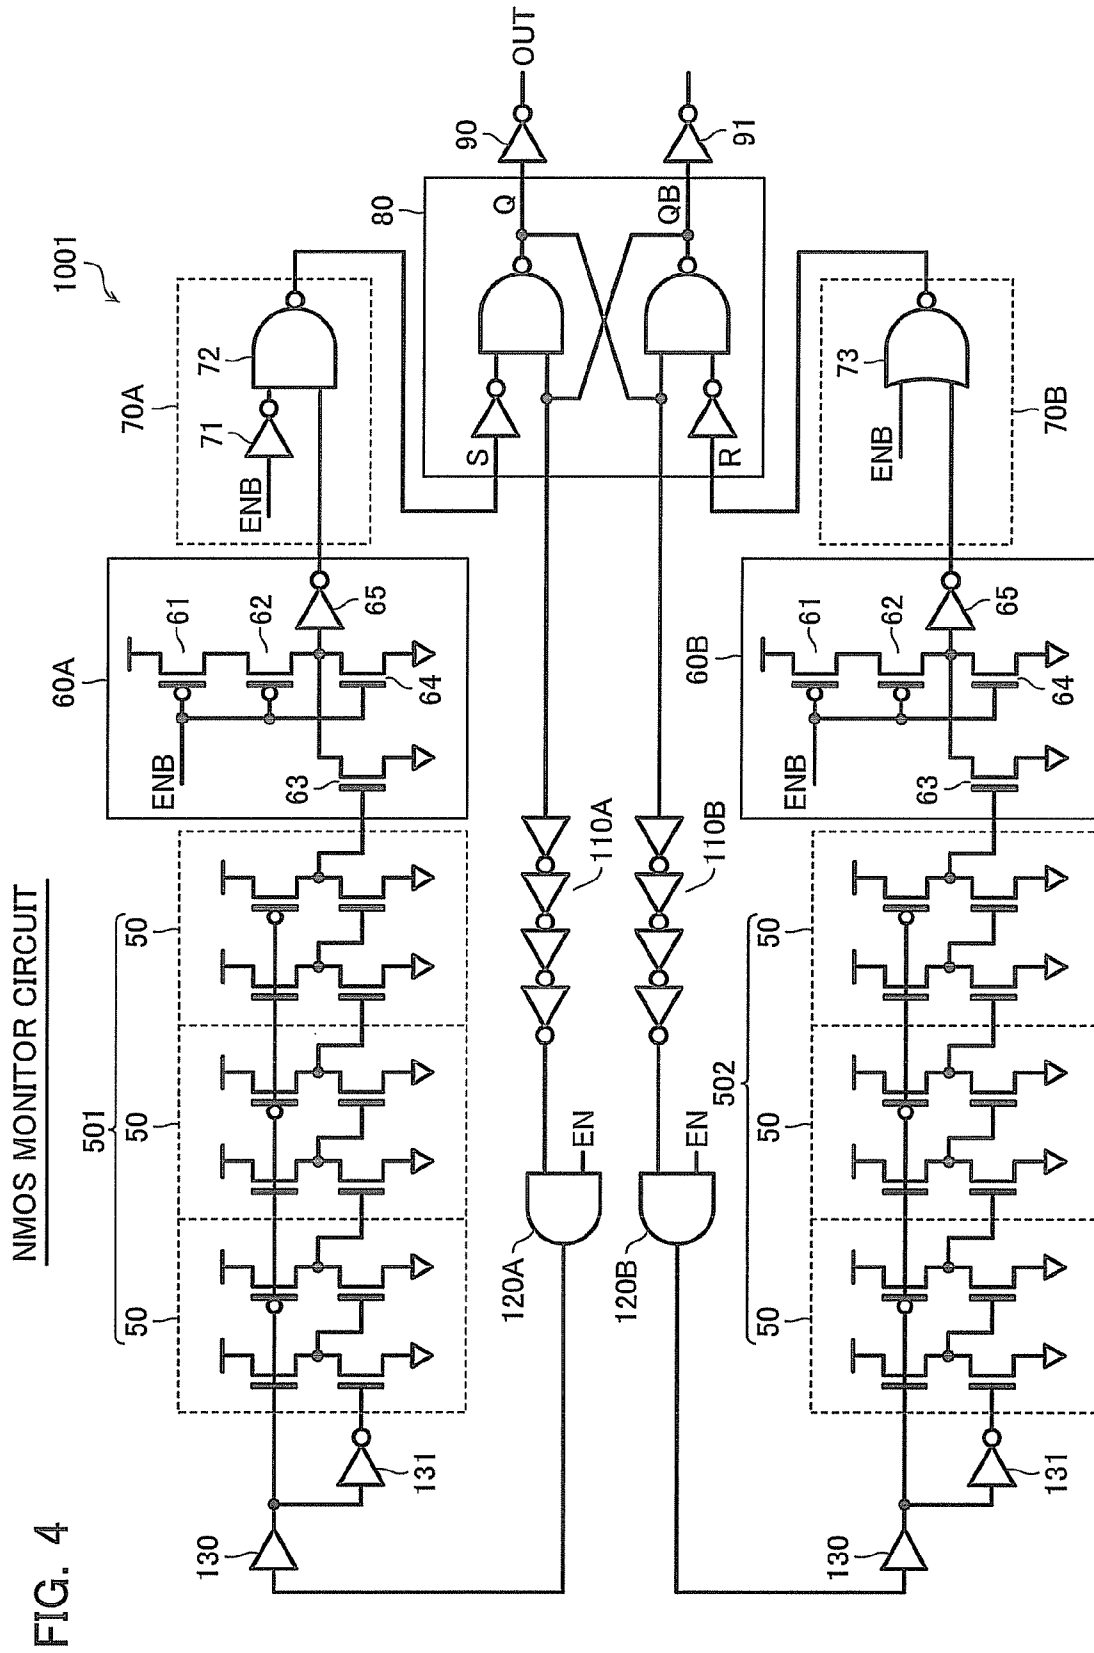 FIG. 4
NMOS MONITOR CIRCUIT
1001
501
50
50
50
130
131
60A
ENB
61
62
63
64
65
70A
ENB
71
72
80
S
Q
QB
R
90
OUT
91
110A
110B
120A
EN
120B
EN
502
50
50
50
130
131
60B
ENB
61
62
63
64
65
70B
ENB
73